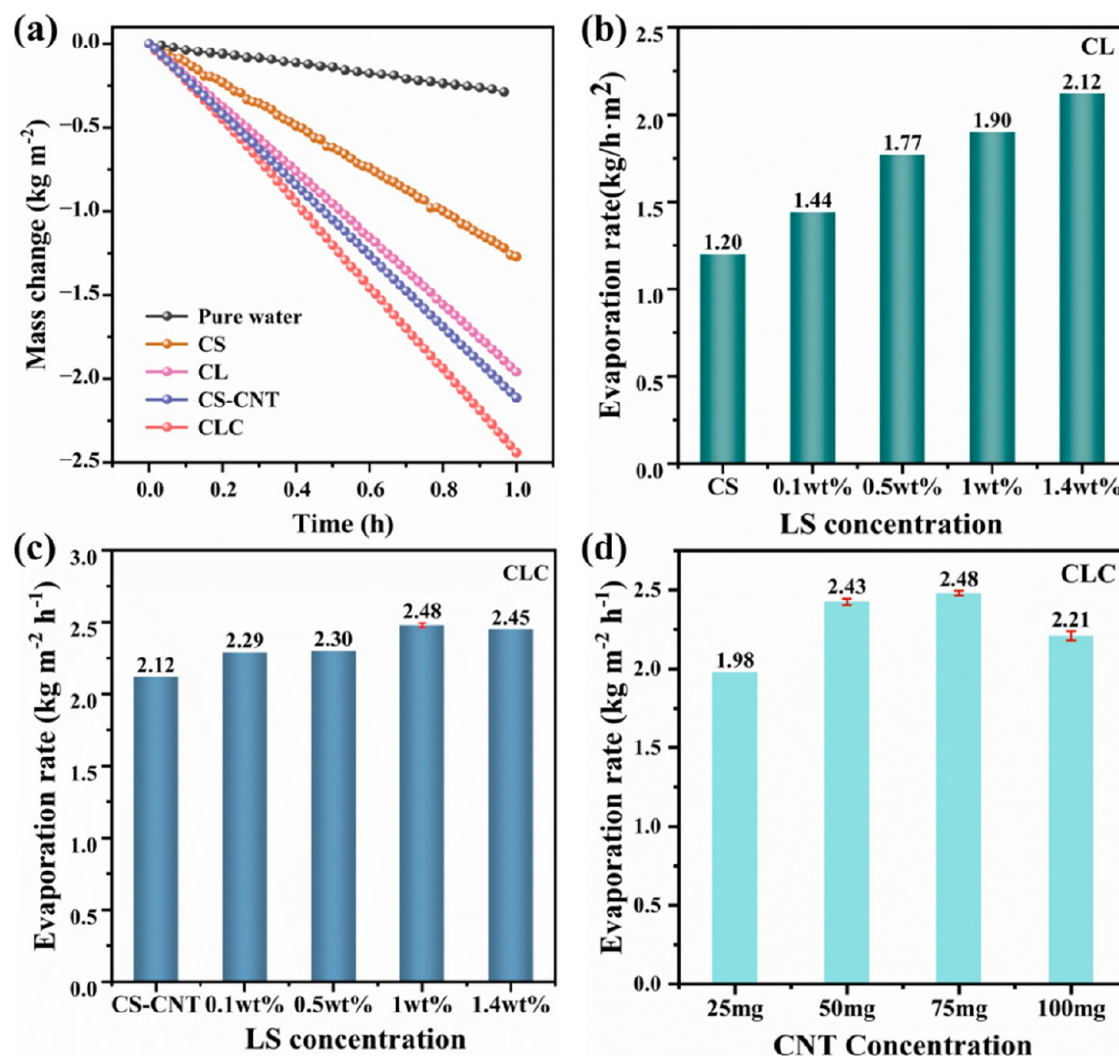 (a)
0.0
−0.5
−1.0
−1.5
−2.0
−2.5
Mass change (kg m⁻²)
Pure water
CS
CL
CS-CNT
CLC
0.0 0.2 0.4 0.6 0.8 1.0
Time (h)
(b)
CL
2.5
2.0
1.5
1.0
0.5
0.0
Evaporation rate(kg/h·m²)
1.20
1.44
1.77
1.90
2.12
CS 0.1wt% 0.5wt% 1wt% 1.4wt%
LS concentration
(c)
CLC
3.0
2.5
2.0
1.5
1.0
0.5
0.0
Evaporation rate (kg m⁻² h⁻¹)
2.12
2.29
2.30
2.48
2.45
CS-CNT 0.1wt% 0.5wt% 1wt% 1.4wt%
LS concentration
(d)
CLC
2.5
2.0
1.5
1.0
0.5
0.0
Evaporation rate (kg m⁻² h⁻¹)
1.98
2.43
2.48
2.21
25mg 50mg 75mg 100mg
CNT Concentration